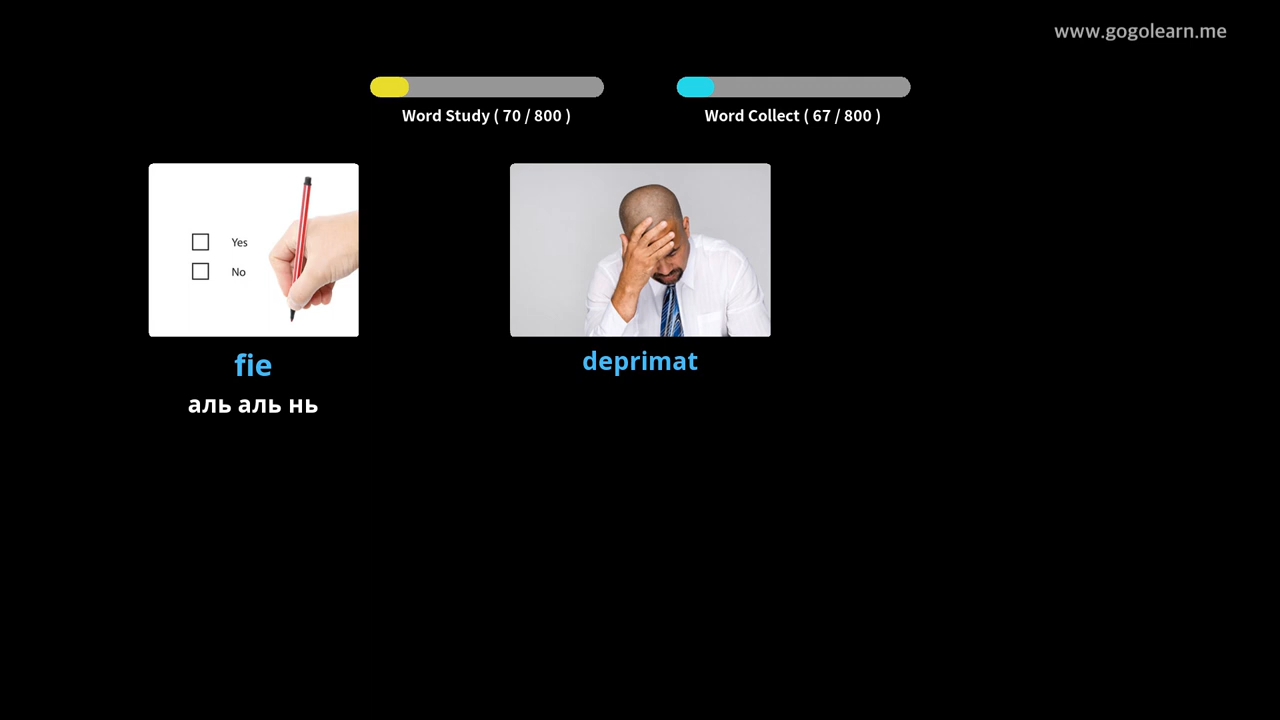 www.gogolearn.me
Word Study ( 70 / 800 )
Word Collect ( 67 / 800 )
Yes
No
fie
аль аль нь
deprimat